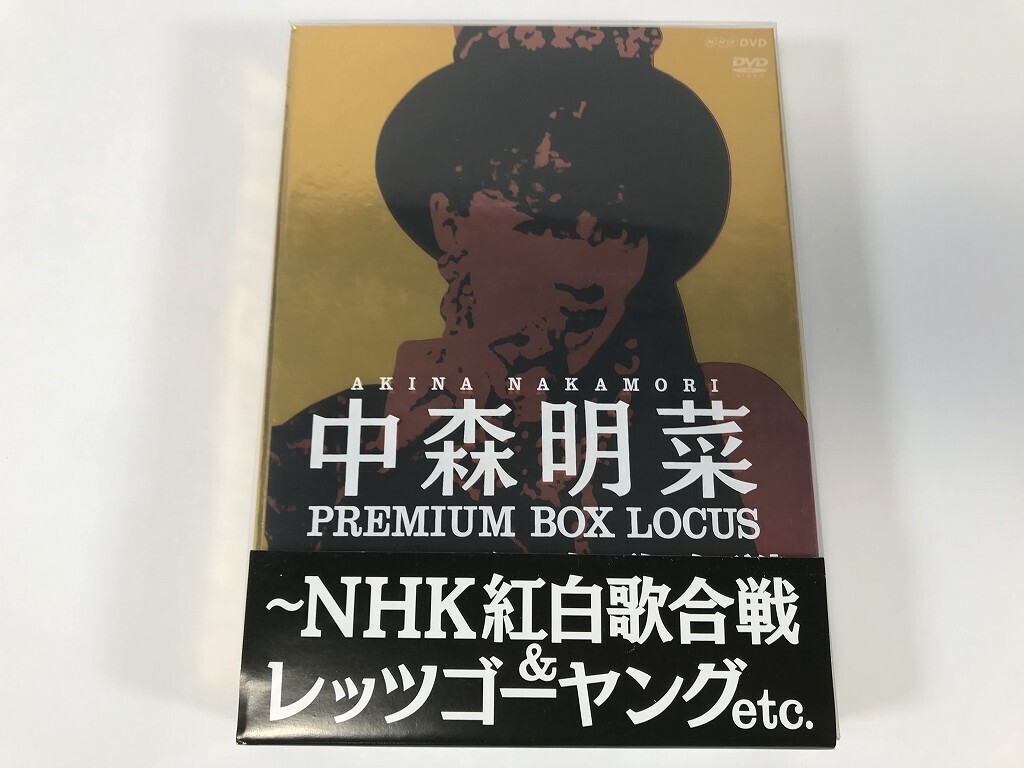 NHK DVD
DVD
VIDEO
AKINA NAKAMORI
中森明菜
PREMIUM BOX LOCUS
~NHK紅白歌合戦
&
レッツゴーヤングetc.